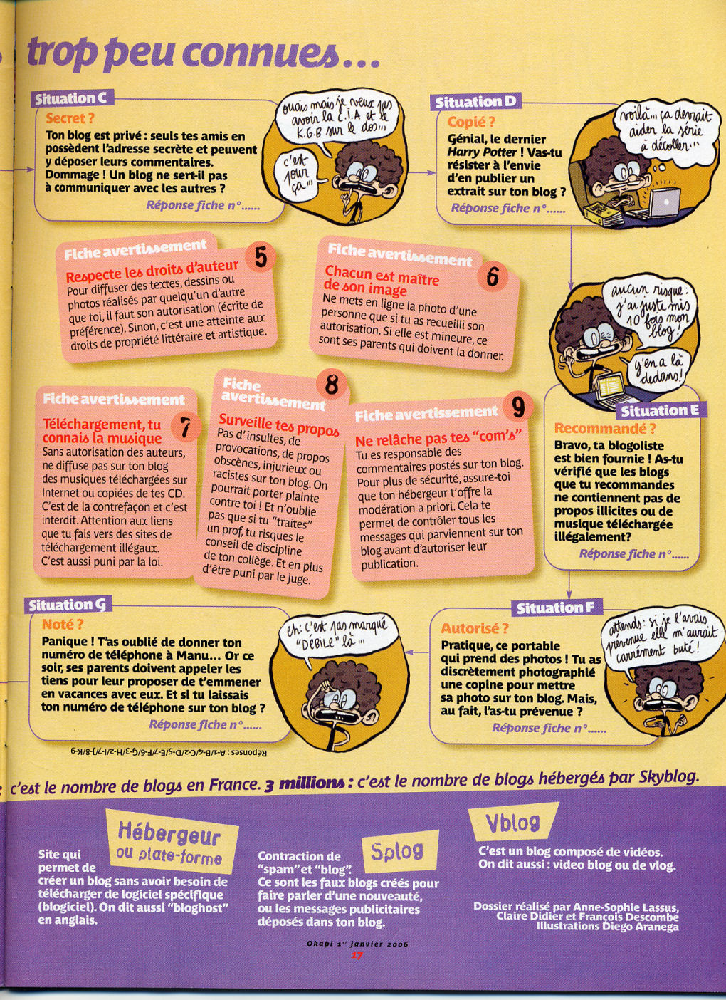 trop peu connues...
Situation C
Secret ?
Ton blog est privé : seuls tes amis en
possèdent l'adresse secrète et peuvent
y déposer leurs commentaires.
Dommage ! Un blog ne sert-il pas
à communiquer avec les autres ?
Réponse fiche n°......
ouais mais je veux pas
avoir la C.I.A et le
K.G.B sur le dos...
c'est
pour
ça...
Situation D
Copié ?
Génial, le dernier
Harry Potter ! Vas-tu
résister à l'envie
d'en publier un
extrait sur ton blog ?
Réponse fiche n°......
voilà... ça devrait
aider la série
à décoller...
Fiche avertissement
5
Respecte les droits d'auteur
Pour diffuser des textes, dessins ou
photos réalisés par quelqu'un d'autre
que toi, il faut son autorisation (écrite de
préférence). Sinon, c'est une atteinte aux
droits de propriété littéraire et artistique.
Fiche avertissement
6
Chacun est maître
de son image
Ne mets en ligne la photo d'une
personne que si tu as recueilli son
autorisation. Si elle est mineure, ce
sont ses parents qui doivent la donner.
aucun risque :
j'ai juste mis
10 fois mon
blog !
y'en a là
dedans !
Situation E
Recommandé ?
Bravo, ta blogoliste
est bien fournie ! As-tu
vérifié que les blogs
que tu recommandes
ne contiennent pas de
propos illicites ou de
musique téléchargée
illégalement?
Réponse fiche n°......
Fiche avertissement
7
Téléchargement, tu
connais la musique
Sans autorisation des auteurs,
ne diffuse pas sur ton blog
des musiques téléchargées sur
Internet ou copiées de tes CD.
C'est de la contrefaçon et c'est
interdit. Attention aux liens
que tu fais vers des sites de
téléchargement illégaux.
C'est aussi puni par la loi.
Fiche
avertissement
8
Surveille tes propos
Pas d'insultes, de
provocations, de propos
obscènes, injurieux ou
racistes sur ton blog. On
pourrait porter plainte
contre toi ! Et n'oublie
pas que si tu "traites"
un prof, tu risques le
conseil de discipline
de ton collège. Et en plus
d'être puni par le juge.
Fiche avertissement
9
Ne relâche pas tes "com's"
Tu es responsable des
commentaires postés sur ton blog.
Pour plus de sécurité, assure-toi
que ton hébergeur t'offre la
modération a priori. Cela te
permet de contrôler tous les
messages qui parviennent sur ton
blog avant d'autoriser leur
publication.
Situation G
Noté ?
Panique ! T'as oublié de donner ton
numéro de téléphone à Manu... Or ce
soir, ses parents doivent appeler les
tiens pour leur proposer de t'emmener
en vacances avec eux. Et si tu laissais
ton numéro de téléphone sur ton blog ?
Réponse fiche n°......
eh: c'est pas marqué
"DÉBILE" là...
Situation F
Autorisé ?
Pratique, ce portable
qui prend des photos ! Tu as
discrètement photographié
une copine pour mettre
sa photo sur ton blog. Mais,
au fait, l'as-tu prévenue ?
Réponse fiche n°......
attends: si je l'avais
prévenue elle m'aurait
carrément buté !
Réponses : A-1/B-4/C-2/D-5/E-7/F-6/G-3/H-2/I-7/J-8/K-9
: c'est le nombre de blogs en France. 3 millions : c'est le nombre de blogs hébergés par Skyblog.
Hébergeur
ou plate-forme
Site qui
permet de
créer un blog sans avoir besoin de
télécharger de logiciel spécifique
(blogiciel). On dit aussi "bloghost"
en anglais.
Splog
Contraction de
"spam" et "blog".
Ce sont les faux blogs créés pour
faire parler d'une nouveauté,
ou les messages publicitaires
déposés dans ton blog.
Vblog
C'est un blog composé de vidéos.
On dit aussi : video blog ou de vlog.
Dossier réalisé par Anne-Sophie Lassus,
Claire Didier et François Descombe
Illustrations Diego Aranega
Okapi 1er janvier 2006
17